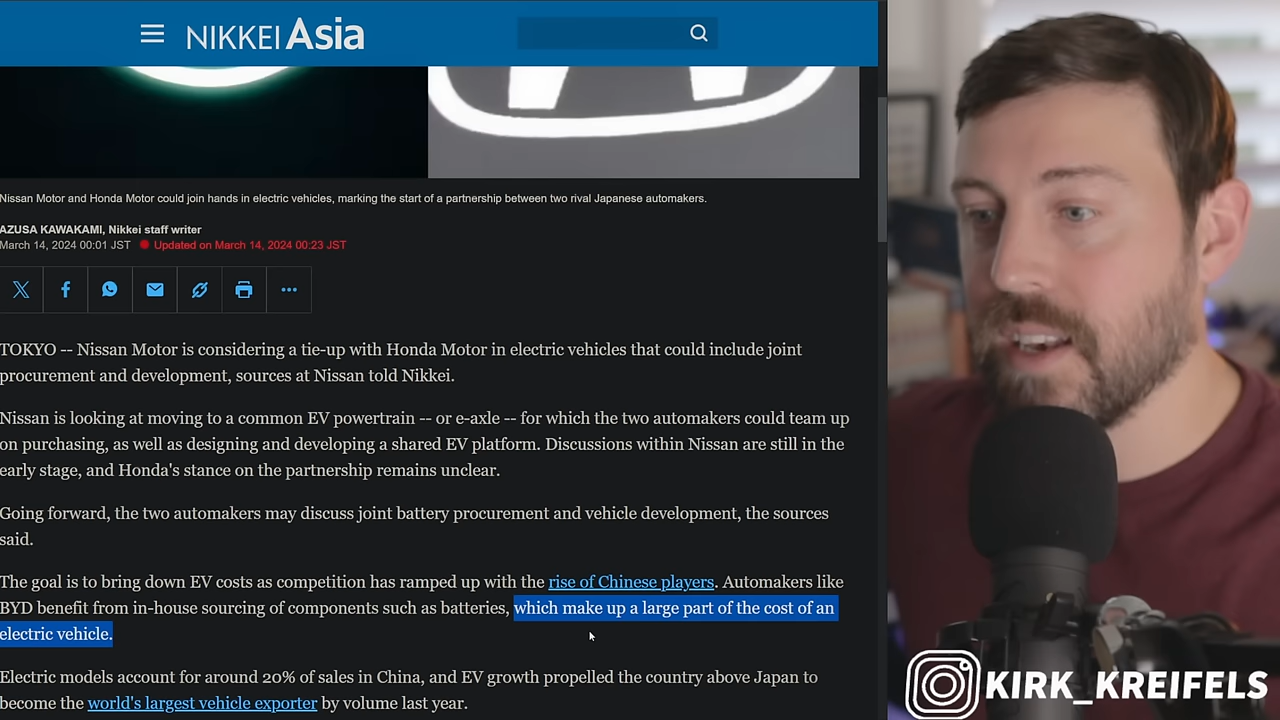 NIKKEI Asia
Nissan Motor and Honda Motor could join hands in electric vehicles, marking the start of a partnership between two rival Japanese automakers.
AZUSA KAWAKAMI, Nikkei staff writer
March 14, 2024 00:01 JST Updated on March 14, 2024 00:23 JST
TOKYO -- Nissan Motor is considering a tie-up with Honda Motor in electric vehicles that could include joint
procurement and development, sources at Nissan told Nikkei.
Nissan is looking at moving to a common EV powertrain -- or e-axle -- for which the two automakers could team up
on purchasing, as well as designing and developing a shared EV platform. Discussions within Nissan are still in the
early stage, and Honda's stance on the partnership remains unclear.
Going forward, the two automakers may discuss joint battery procurement and vehicle development, the sources
said.
The goal is to bring down EV costs as competition has ramped up with the rise of Chinese players. Automakers like
BYD benefit from in-house sourcing of components such as batteries, which make up a large part of the cost of an
electric vehicle.
Electric models account for around 20% of sales in China, and EV growth propelled the country above Japan to
become the world's largest vehicle exporter by volume last year.
KIRK_KREIFELS